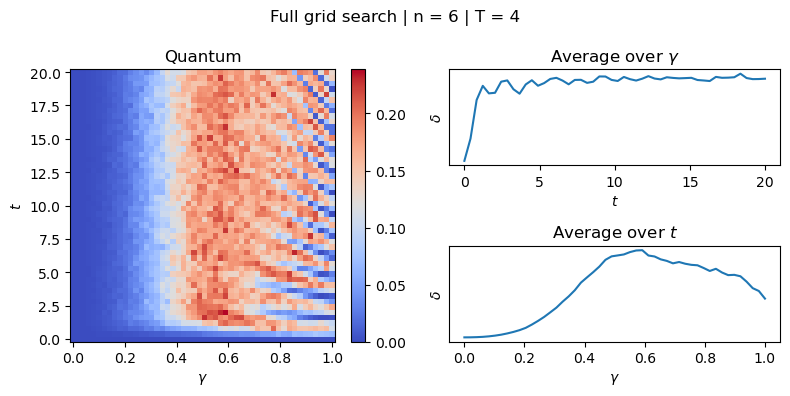 Full grid search | n = 6 | T = 4
Quantum
20.0
17.5
15.0
12.5
10.0
7.5
5.0
2.5
0.0
t
0.0 0.2 0.4 0.6 0.8 1.0
γ
0.20
0.15
0.10
0.05
0.00
Average over γ
δ
0 5 10 15 20
t
Average over t
δ
0.0 0.2 0.4 0.6 0.8 1.0
γ